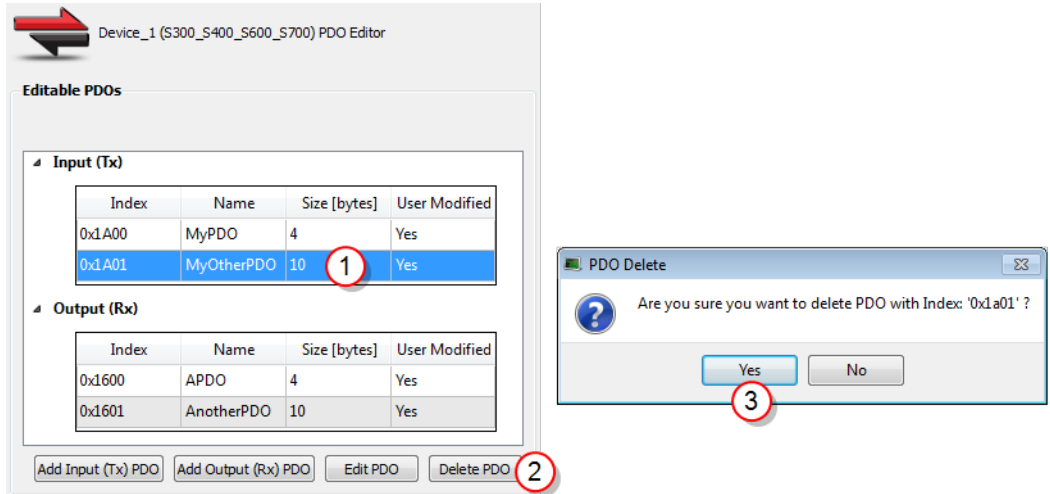 Device_1 (S300_S400_S600_S700) PDO Editor
Editable PDOs
Input (Tx)
Index Name Size [bytes] User Modified
0x1A00 MyPDO 4 Yes
0x1A01 MyOtherPDO 10 1 Yes
Output (Rx)
Index Name Size [bytes] User Modified
0x1600 APDO 4 Yes
0x1601 AnotherPDO 10 Yes
Add Input (Tx) PDO Add Output (Rx) PDO Edit PDO Delete PDO 2
PDO Delete
Are you sure you want to delete PDO with Index: '0x1a01' ?
Yes No
3